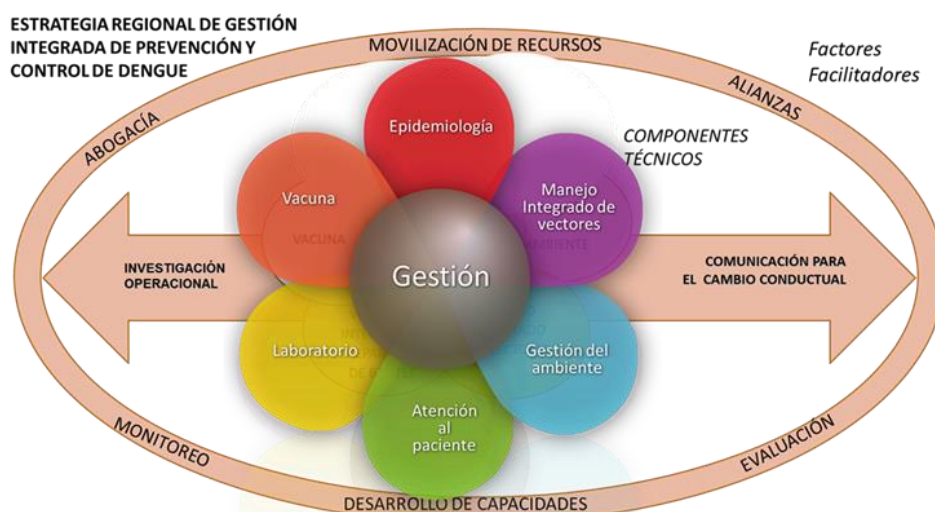 ESTRATEGIA REGIONAL DE GESTIÓN
INTEGRADA DE PREVENCIÓN Y
CONTROL DE DENGUE
MOVILIZACIÓN DE RECURSOS
Factores
Facilitadores
ALIANZAS
ABOGACÍA
COMPONENTES
TÉCNICOS
Epidemiología
Vacuna
Manejo
Integrado de
vectores
VACUNA
AMBIENTE
INVESTIGACIÓN
OPERACIONAL
Gestión
COMUNICACIÓN PARA
EL CAMBIO CONDUCTUAL
Laboratorio
Gestión del
ambiente
Atención
al
paciente
MONITOREO
EVALUACIÓN
DESARROLLO DE CAPACIDADES